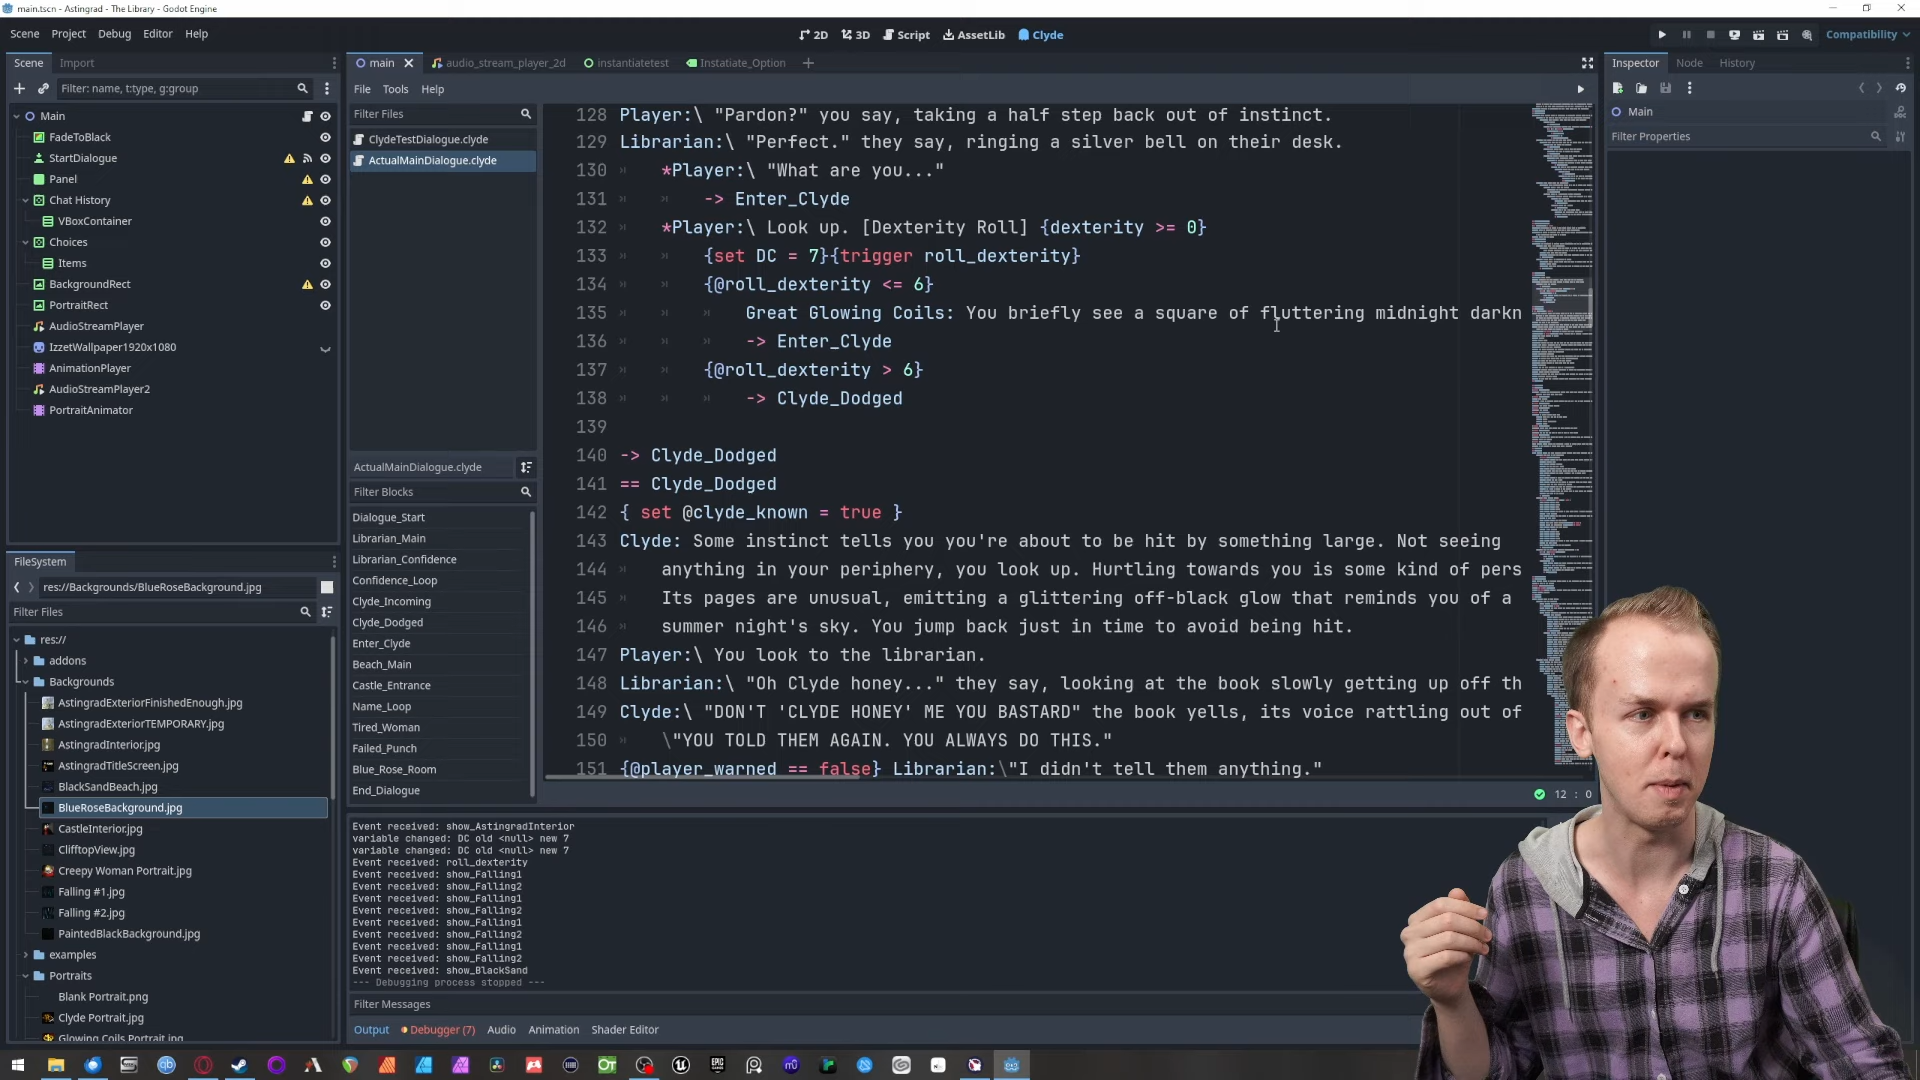 main.tscn - Astingrad - The Library - Godot Engine
Scene Project Debug Editor Help
2D 3D Script AssetLib Clyde
Compatibility
Scene Import
Filter: name, t:type, g:group
Main
FadeToBlack
StartDialogue
Panel
Chat History
VBoxContainer
Choices
Items
BackgroundRect
PortraitRect
AudioStreamPlayer
IzzetWallpaper1920x1080
AnimationPlayer
AudioStreamPlayer2
PortraitAnimator
FileSystem
res://Backgrounds/BlueRoseBackground.jpg
Filter Files
res://
addons
Backgrounds
AstingradExteriorFinishedEnough.jpg
AstingradExteriorTEMPORARY.jpg
AstingradInterior.jpg
AstingradTitleScreen.jpg
BlackSandBeach.jpg
BlueRoseBackground.jpg
CastleInterior.jpg
ClifftopView.jpg
Creepy Woman Portrait.jpg
Falling #1.jpg
Falling #2.jpg
PaintedBlackBackground.jpg
examples
Portraits
Blank Portrait.png
Clyde Portrait.jpg
Glowing Coils Portrait.jpg
main audio_stream_player_2d instantiatetest Instatiate_Option
File Tools Help
Filter Files
ClydeTestDialogue.clyde
ActualMainDialogue.clyde
ActualMainDialogue.clyde
Filter Blocks
Dialogue_Start
Librarian_Main
Librarian_Confidence
Confidence_Loop
Clyde_Incoming
Clyde_Dodged
Enter_Clyde
Beach_Main
Castle_Entrance
Name_Loop
Tired_Woman
Failed_Punch
Blue_Rose_Room
End_Dialogue
128 Player:\ "Pardon?" you say, taking a half step back out of instinct.
129 Librarian:\ "Perfect." they say, ringing a silver bell on their desk.
130 *Player:\ "What are you..."
131 -> Enter_Clyde
132 *Player:\ Look up. [Dexterity Roll] {dexterity >= 0}
133 {set DC = 7}{trigger roll_dexterity}
134 {@roll_dexterity <= 6}
135 Great Glowing Coils: You briefly see a square of fluttering midnight darkn
136 -> Enter_Clyde
137 {@roll_dexterity > 6}
138 -> Clyde_Dodged
139
140 -> Clyde_Dodged
141 == Clyde_Dodged
142 { set @clyde_known = true }
143 Clyde: Some instinct tells you you're about to be hit by something large. Not seeing
144 anything in your periphery, you look up. Hurtling towards you is some kind of pers
145 Its pages are unusual, emitting a glittering off-black glow that reminds you of a
146 summer night's sky. You jump back just in time to avoid being hit.
147 Player:\ You look to the librarian.
148 Librarian:\ "Oh Clyde honey..." they say, looking at the book slowly getting up off th
149 Clyde:\ "DON'T 'CLYDE HONEY' ME YOU BASTARD" the book yells, its voice rattling out of
150 \"YOU TOLD THEM AGAIN. YOU ALWAYS DO THIS."
151 {@player_warned == false} Librarian:\"I didn't tell them anything."
12 : 0
Event received: show_AstingradInterior
variable changed: DC old <null> new 7
variable changed: DC old <null> new 7
Event received: roll_dexterity
Event received: show_Falling1
Event received: show_Falling2
Event received: show_Falling1
Event received: show_Falling2
Event received: show_Falling1
Event received: show_Falling2
Event received: show_Falling1
Event received: show_Falling2
Event received: show_BlackSand
--- Debugging process stopped ---
Filter Messages
Output Debugger (7) Audio Animation Shader Editor
Inspector Node History
Main
Filter Properties